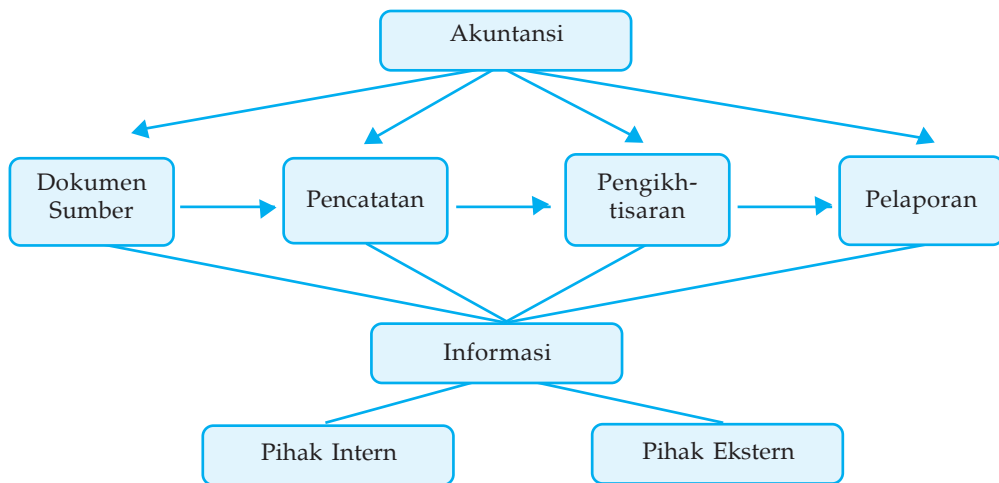 Akuntansi
Dokumen
Sumber
Pencatatan
Pengikh-
tisaran
Pelaporan
Informasi
Pihak Intern
Pihak Ekstern